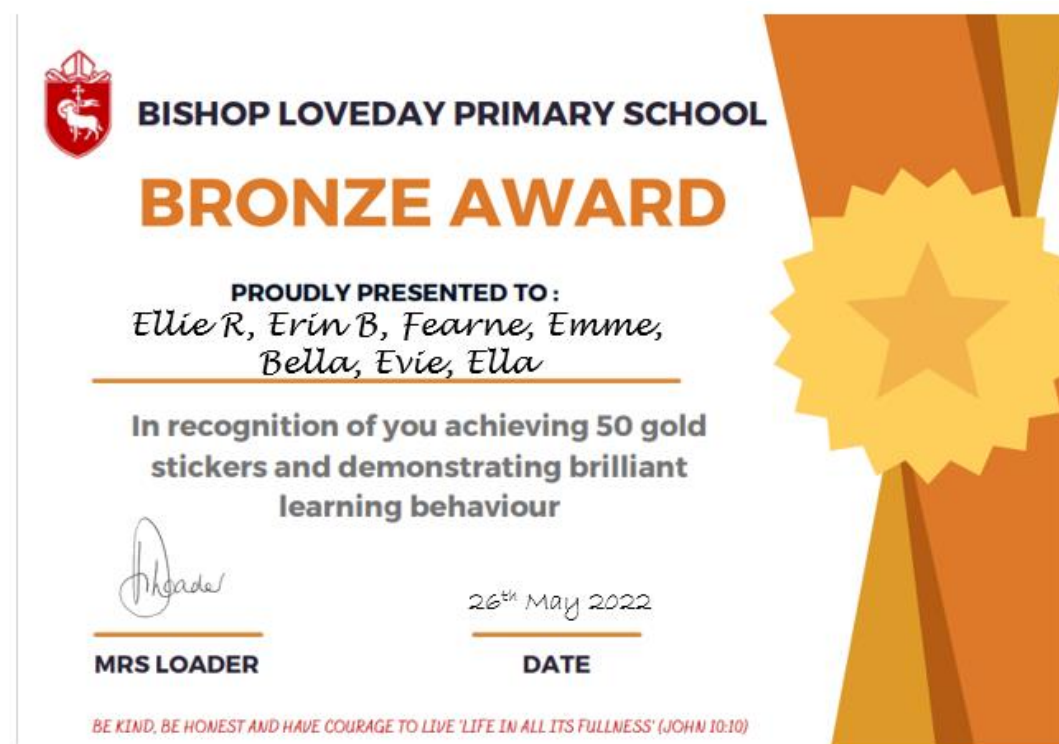 BISHOP LOVEDAY PRIMARY SCHOOL
BRONZE AWARD
PROUDLY PRESENTED TO :
Ellie R, Erin B, Fearne, Emme,
Bella, Evie, Ella
In recognition of you achieving 50 gold
stickers and demonstrating brilliant
learning behaviour
26th May 2022
MRS LOADER
DATE
BE KIND, BE HONEST AND HAVE COURAGE TO LIVE 'LIFE IN ALL ITS FULLNESS' (JOHN 10:10)